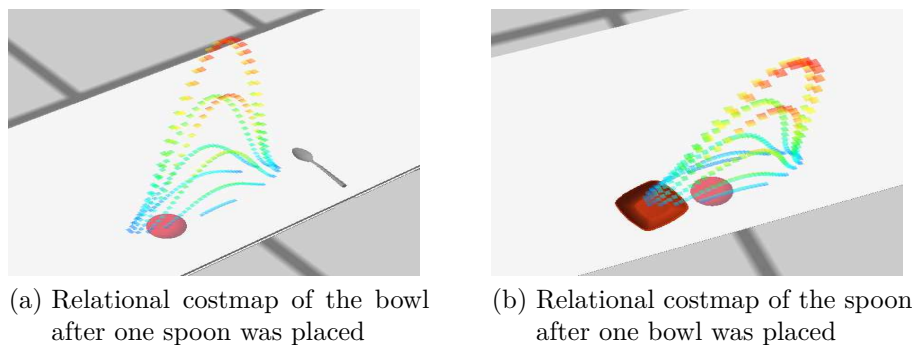 (a) Relational costmap of the bowl
after one spoon was placed
(b) Relational costmap of the spoon
after one bowl was placed